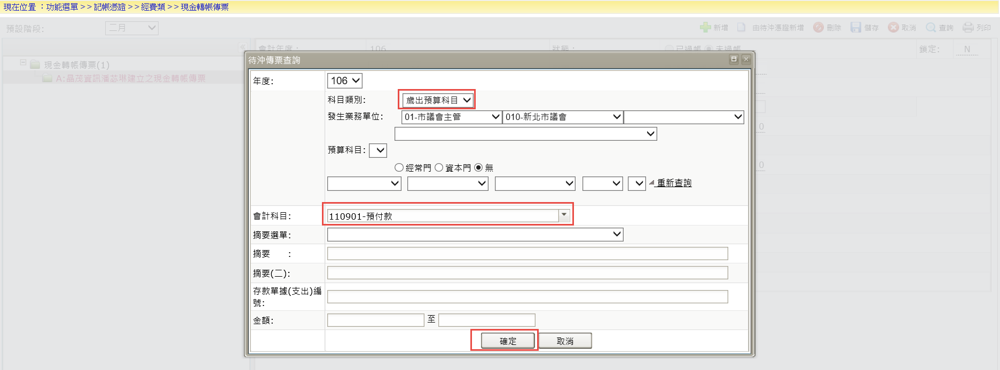 現在位置 ：功能選單 >> 記帳憑證 >> 經費類 >> 現金轉帳傳票
預設階段: 二月 新增 由待沖憑證新增 刪除 儲存 取消 查詢 列印
會計年度 : 106 狀態 : 已過帳 未過帳 鎖定: N
現金轉帳傳票(1)
A:晶茂資訊潘苾琳建立之現金轉帳傳票
待沖傳票查詢
年度: 106
科目類別: 歲出預算科目
發生業務單位: 01-市議會主管 010-新北市議會
0
預算科目:
經常門 資本門 無
0
重新查詢
會計科目: 110901-預付款
摘要選單:
摘要 :
摘要(二):
存款單據(支出)編
號:
金額: 至
確定 取消